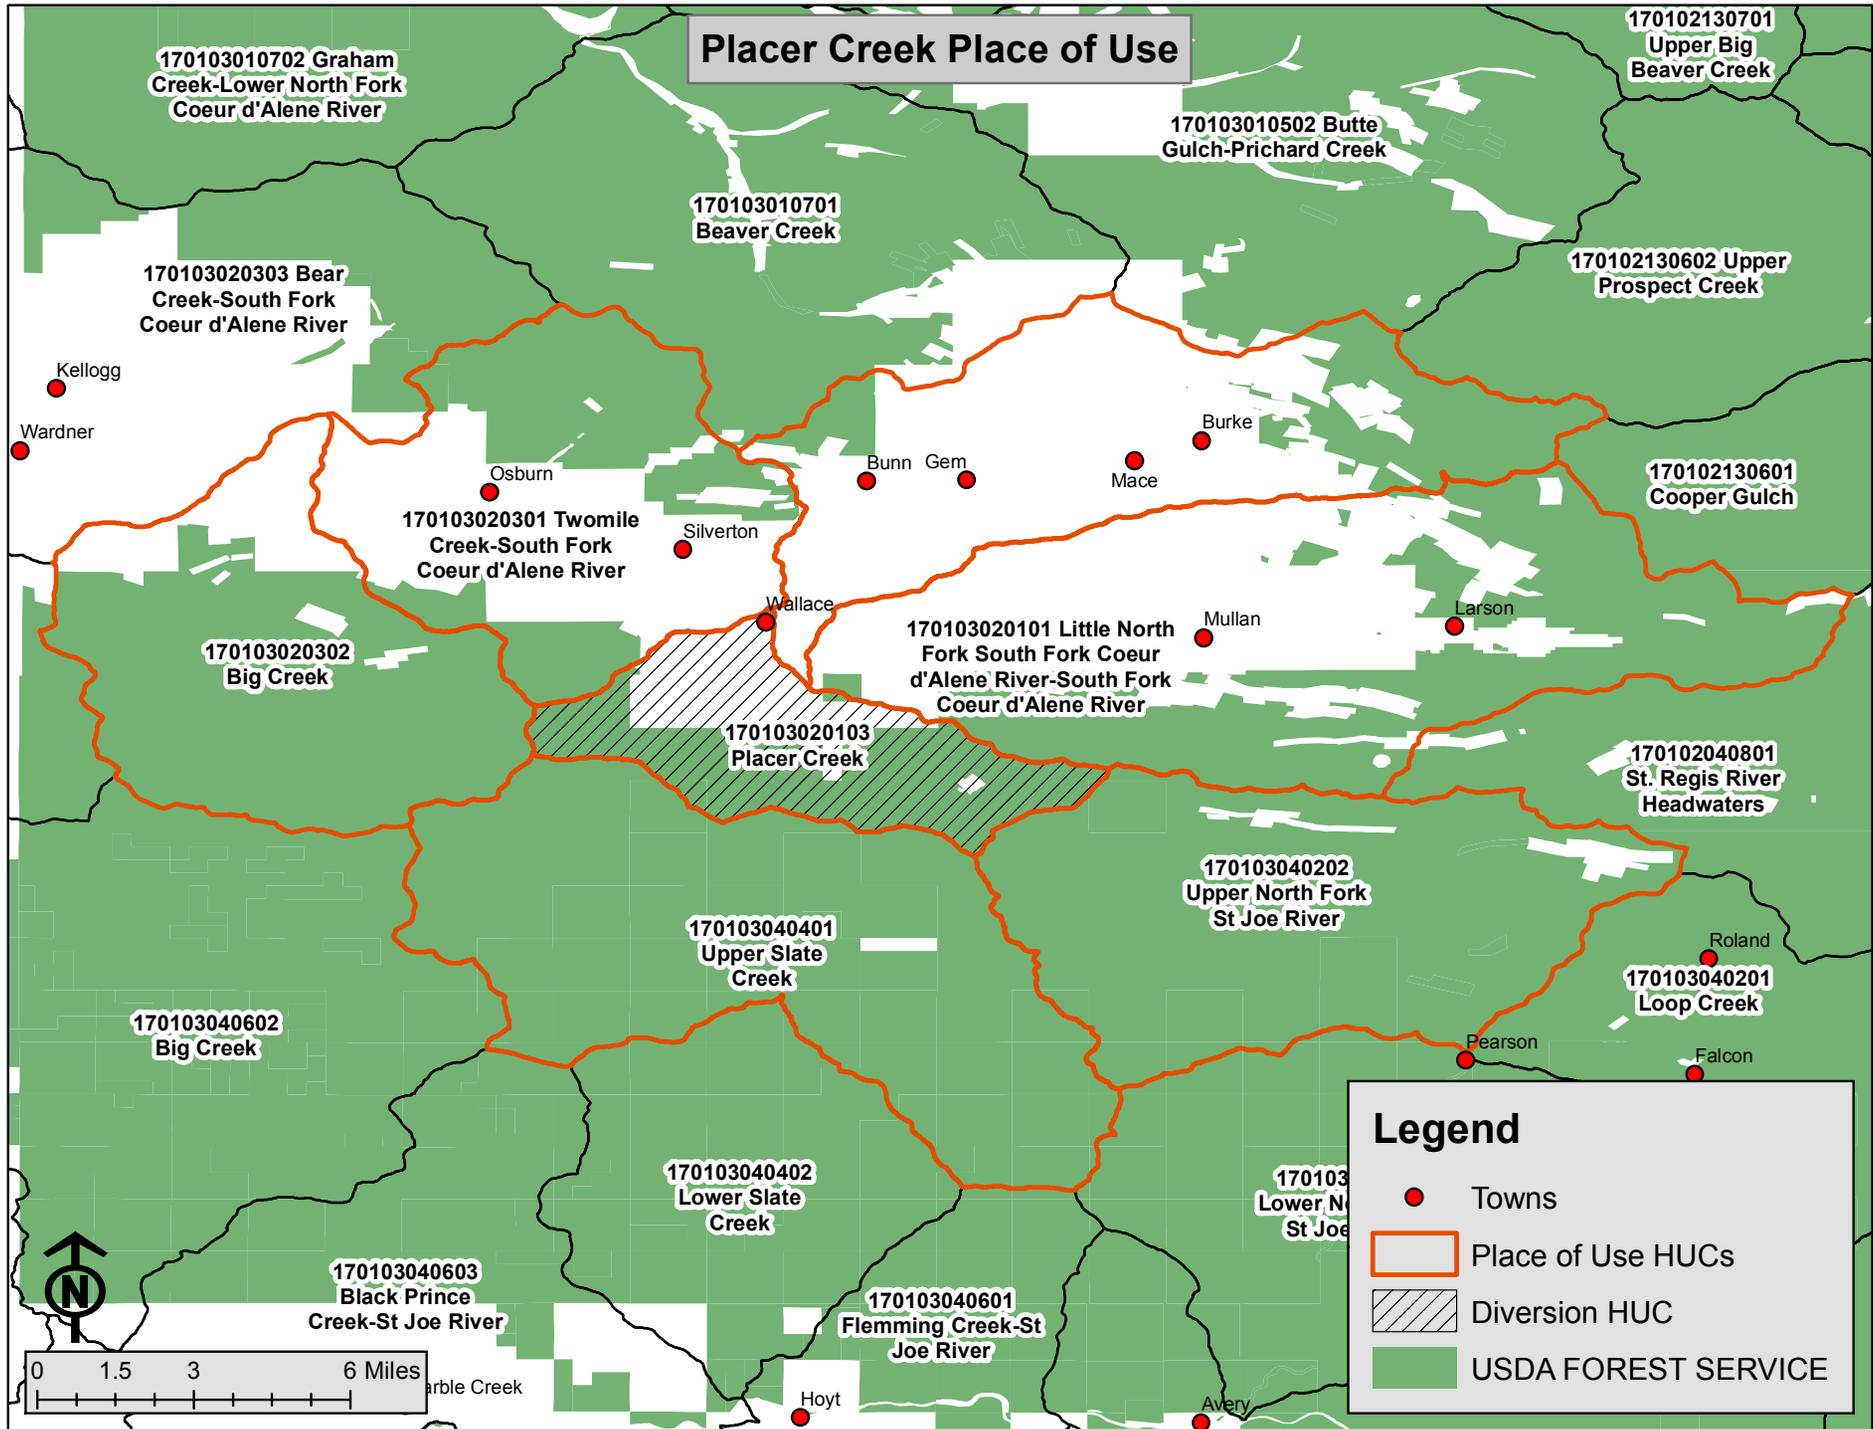 Placer Creek Place of Use
170102130701
Upper Big
Beaver Creek
170103010702 Graham
Creek-Lower North Fork
Coeur d'Alene River
170103010502 Butte
Gulch-Prichard Creek
170103010701
Beaver Creek
170102130602 Upper
Prospect Creek
170103020303 Bear
Creek-South Fork
Coeur d'Alene River
Kellogg
Wardner
Burke
Bunn
Gem
Mace
Osburn
170102130601
Cooper Gulch
170103020301 Twomile
Creek-South Fork
Coeur d'Alene River
Silverton
Wallace
Mullan
Larson
170103020101 Little North
Fork South Fork Coeur
d'Alene River-South Fork
Coeur d'Alene River
170103020302
Big Creek
170103020103
Placer Creek
170102040801
St. Regis River
Headwaters
170103040202
Upper North Fork
St Joe River
170103040401
Upper Slate
Creek
Roland
170103040201
Loop Creek
170103040602
Big Creek
Pearson
Falcon
170103040402
Lower Slate
Creek
170103
Lower N
St Joe
170103040603
Black Prince
Creek-St Joe River
170103040601
Flemming Creek-St
Joe River
Hoyt
Avery
arble Creek
N
0 1.5 3 6 Miles
Legend
Towns
Place of Use HUCs
Diversion HUC
USDA FOREST SERVICE